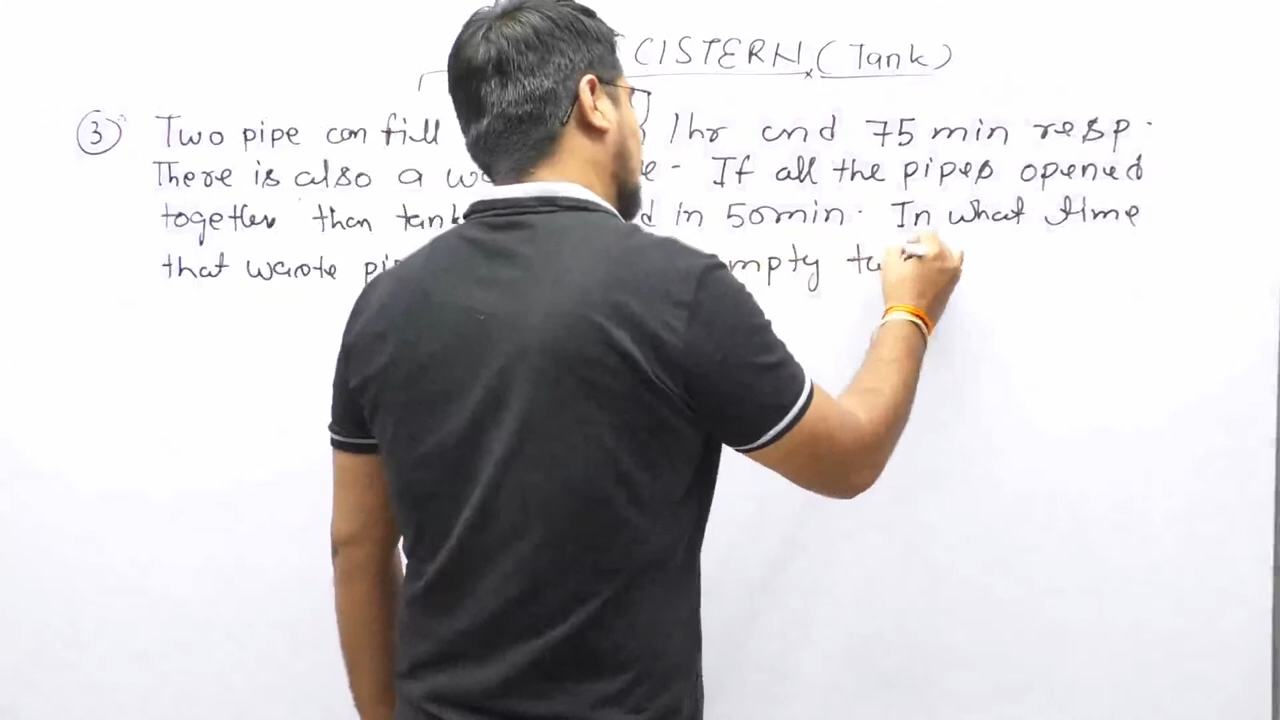 CISTERN (Tank)
③ Two pipe can fill 1hr and 75 min resp.
There is also a If all the pipes opened
together than tank in 50min. In what time
that waste